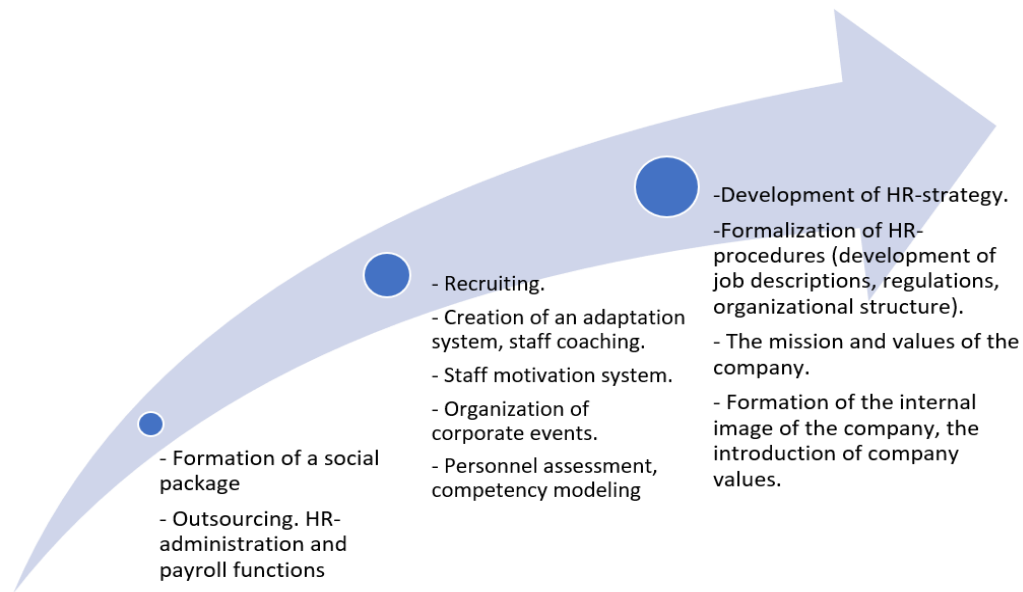 - Formation of a social
package
- Outsourcing. HR-
administration and
payroll functions
- Recruiting.
- Creation of an adaptation
system, staff coaching.
- Staff motivation system.
- Organization of
corporate events.
- Personnel assessment,
competency modeling
-Development of HR-strategy.
-Formalization of HR-
procedures (development of
job descriptions, regulations,
organizational structure).
- The mission and values of the
company.
- Formation of the internal
image of the company, the
introduction of company
values.